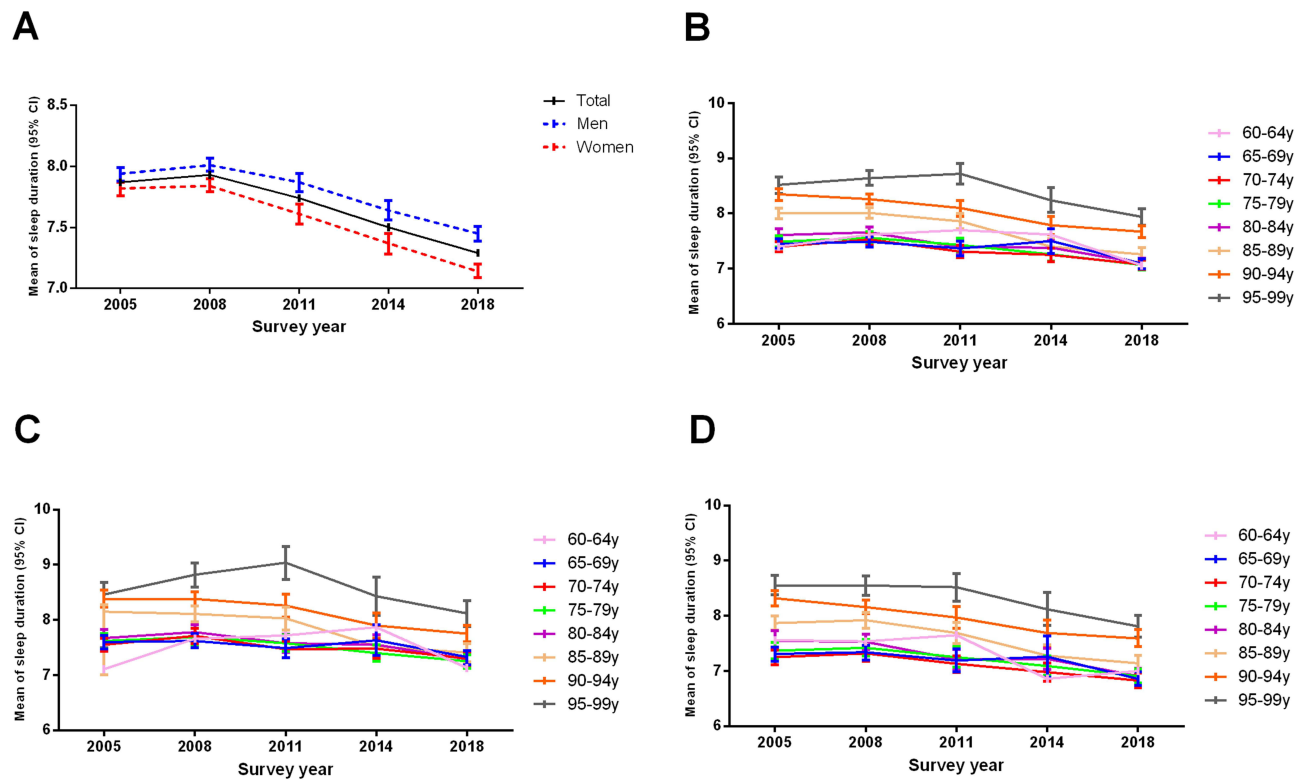 A
Mean of sleep duration (95% CI)
8.5
8.0
7.5
7.0
2005 2008 2011 2014 2018
Survey year
Total
Men
Women
B
Mean of sleep duration (95% CI)
10
9
8
7
6
2005 2008 2011 2014 2018
Survey year
60-64y
65-69y
70-74y
75-79y
80-84y
85-89y
90-94y
95-99y
C
Mean of sleep duration (95% CI)
10
9
8
7
6
2005 2008 2011 2014 2018
Survey year
60-64y
65-69y
70-74y
75-79y
80-84y
85-89y
90-94y
95-99y
D
Mean of sleep duration (95% CI)
10
9
8
7
6
2005 2008 2011 2014 2018
Survey year
60-64y
65-69y
70-74y
75-79y
80-84y
85-89y
90-94y
95-99y